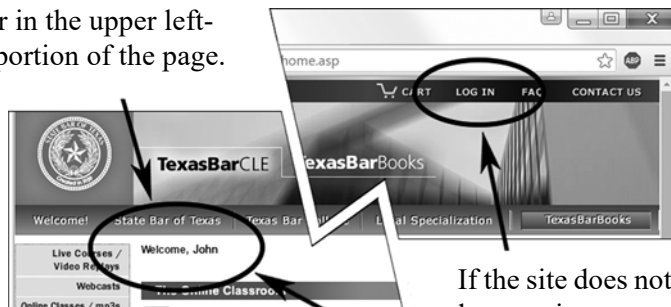 r in the upper left-
portion of the page.
home.asp
ABP
CART LOG IN FAQ CONTACT US
TexasBarCLE
TexasBarBooks
Welcome! State Bar of Texas Texas Bar College Legal Specialization TexasBarBooks
Live Courses /
Video Replays
Welcome, John
Webcasts
The Online Classroom
Online Classes / mp3s
If the site does not